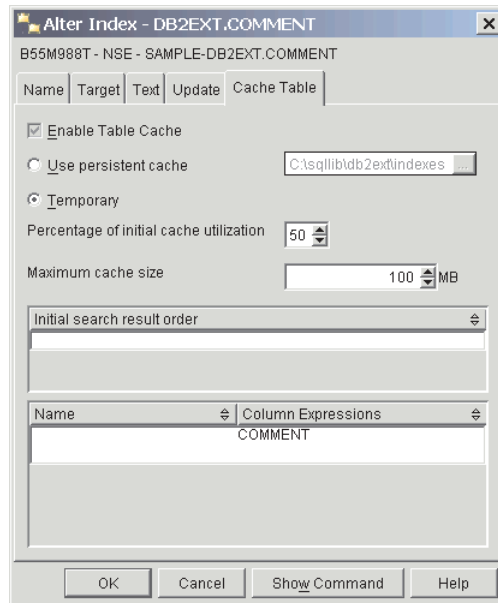 Alter Index - DB2EXT.COMMENT
B55M988T - NSE - SAMPLE-DB2EXT.COMMENT
Name Target Text Update Cache Table
Enable Table Cache
Use persistent cache C:\sqllib\db2ext\indexes ...
Temporary
Percentage of initial cache utilization 50
Maximum cache size 100 MB
Initial search result order
Name Column Expressions
COMMENT
OK Cancel Show Command Help